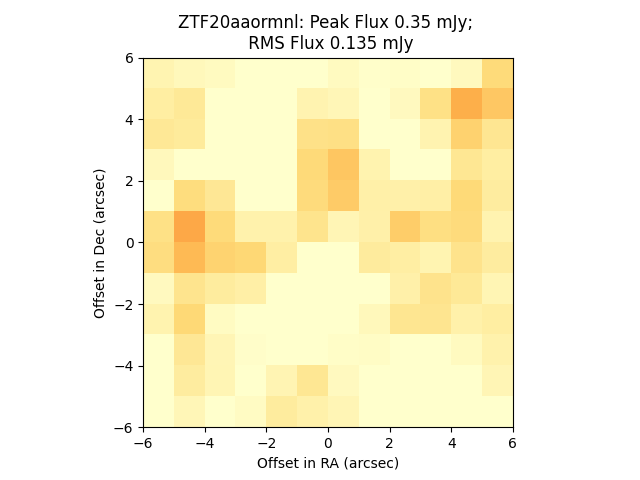 ZTF20aaormnl: Peak Flux 0.35 mJy;
RMS Flux 0.135 mJy
6
4
2
0
−2
−4
−6
Offset in Dec (arcsec)
−6 −4 −2 0 2 4 6
Offset in RA (arcsec)